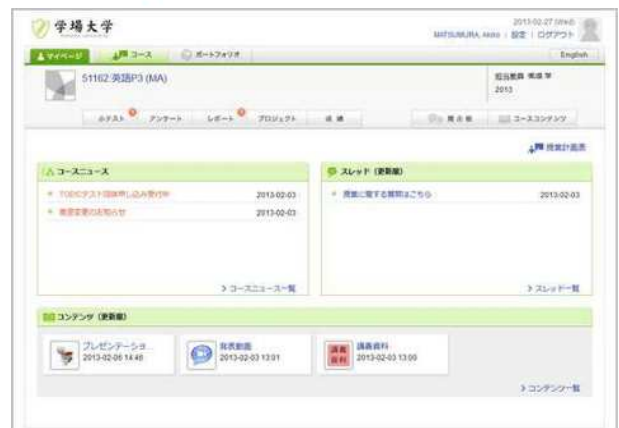 学場大学
2013-02-27 (Wed)
MATSUMURA, Akiko | 設定 | ログアウト
マイページ
コース
ポートフォリオ
English
51162 英語P3 (MA)
担当教員
2013
小テスト
アンケート
レポート
プロジェクト
成績
掲示板
コースコンテンツ
授業計画表
コースニュース
TOEICテスト団体申し込み受付中
2013-02-03
教室変更のお知らせ
2013-02-03
コースニュース一覧
スレッド (更新順)
授業に関する質問はこちら
2013-02-03
スレッド一覧
コンテンツ (更新順)
プレゼンテーショ...
2013-02-06 14:46
発表動画
2013-02-03 13:01
講義資料
講義資料
2013-02-03 13:00
コンテンツ一覧